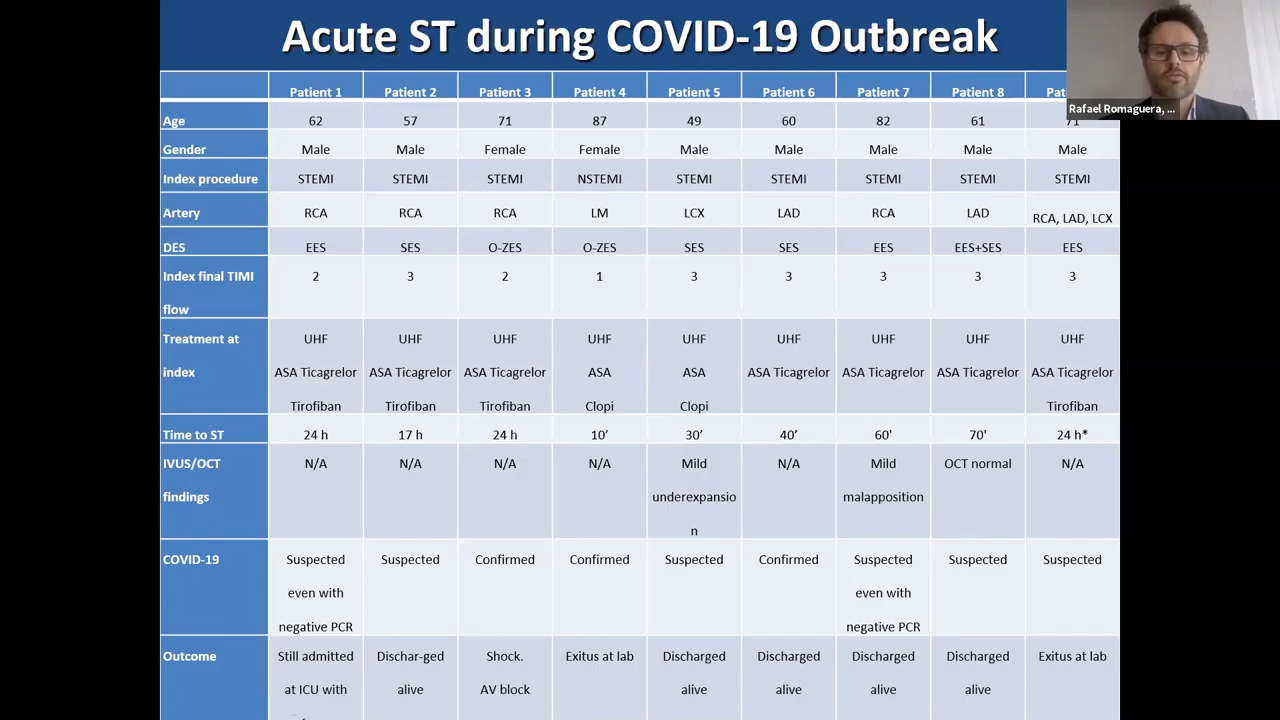 Acute ST during COVID-19 Outbreak
Rafael Romaguera, ...
Patient 1 Patient 2 Patient 3 Patient 4 Patient 5 Patient 6 Patient 7 Patient 8
Age 62 57 71 87 49 60 82 61 71
Gender Male Male Female Female Male Male Male Male Male
Index procedure STEMI STEMI STEMI NSTEMI STEMI STEMI STEMI STEMI STEMI
Artery RCA RCA RCA LM LCX LAD RCA LAD RCA, LAD, LCX
DES EES SES O-ZES O-ZES SES SES EES EES+SES EES
Index final TIMI 2 3 2 1 3 3 3 3 3
flow
Treatment at UHF UHF UHF UHF UHF UHF UHF UHF UHF
index ASA Ticagrelor ASA Ticagrelor ASA Ticagrelor ASA ASA ASA Ticagrelor ASA Ticagrelor ASA Ticagrelor ASA Ticagrelor
Tirofiban Tirofiban Tirofiban Clopi Clopi Tirofiban
Time to ST 24 h 17 h 24 h 10’ 30’ 40’ 60' 70' 24 h*
IVUS/OCT N/A N/A N/A N/A Mild N/A Mild OCT normal N/A
findings underexpansio malapposition
n
COVID-19 Suspected Suspected Confirmed Confirmed Suspected Confirmed Suspected Suspected Suspected
even with even with
negative PCR negative PCR
Outcome Still admitted Dischar-ged Shock. Exitus at lab Discharged Discharged Discharged Discharged Exitus at lab
at ICU with alive AV block alive alive alive alive